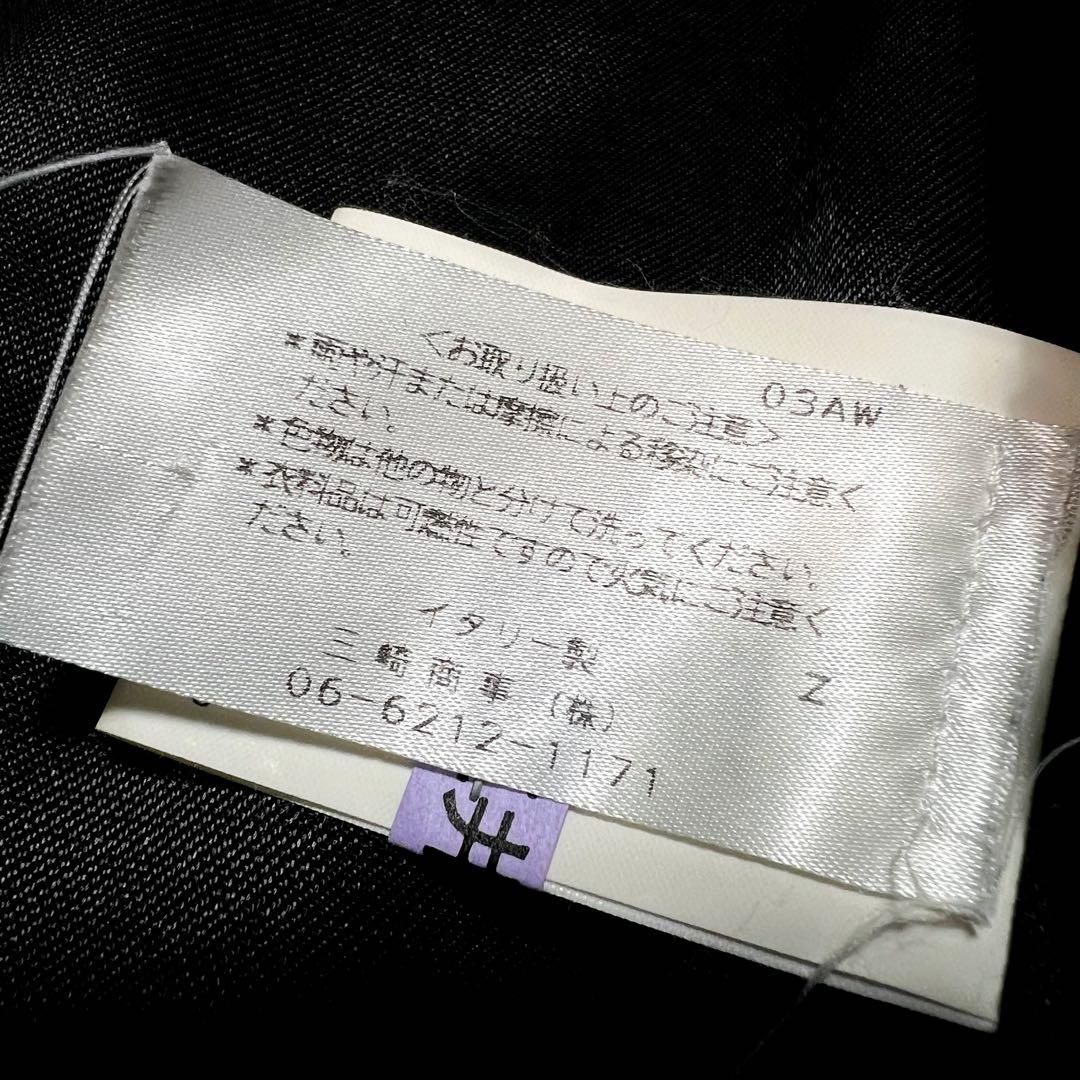 03AW
<お取り扱い上のご注意>
*雨や汗または摩擦による移染にご注意く
ださい。
*色物は他の物と分けて洗ってください。
*衣料品は可燃性ですので火気にご注意く
ださい。
イタリー製
Z
三崎商事(株)
06-6212-1171